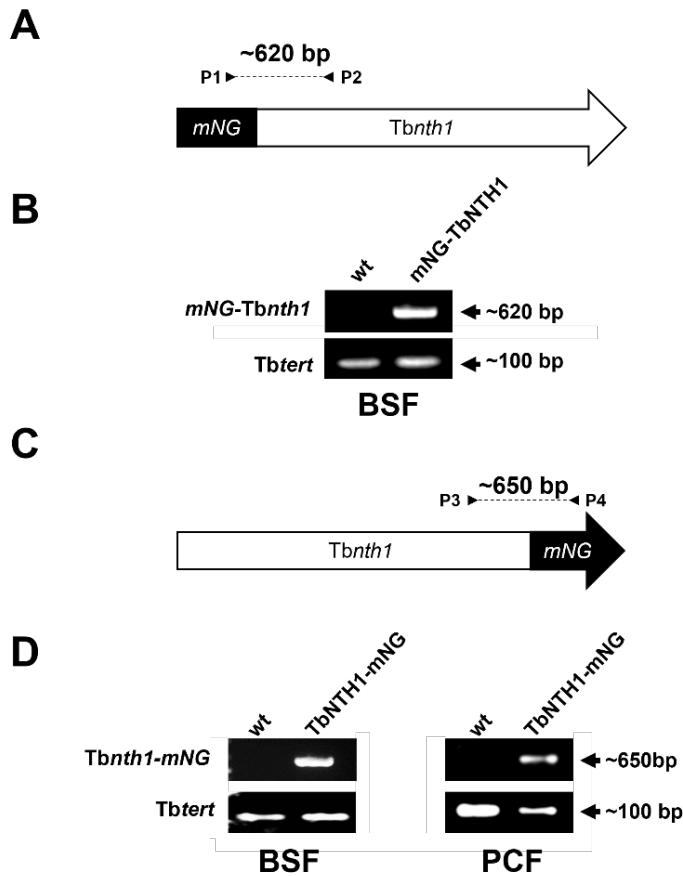 A
~620 bp
P1 P2
mNG Tbnth1
B
wt mNG-TbNTH1
mNG-Tbnth1 ~620 bp
Tbtert ~100 bp
BSF
C
~650 bp
P3 P4
Tbnth1 mNG
D
wt TbNTH1-mNG wt TbNTH1-mNG
Tbnth1-mNG ~650bp
Tbtert ~100 bp
BSF PCF